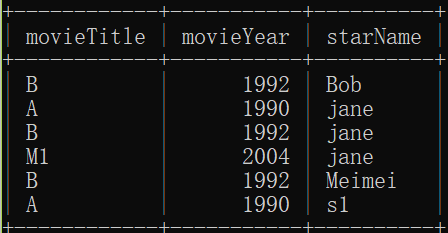 +------------+-----------+----------+
| movieTitle | movieYear | starName |
+------------+-----------+----------+
| B          |      1992 | Bob      |
| A          |      1990 | jane     |
| B          |      1992 | jane     |
| M1         |      2004 | jane     |
| B          |      1992 | Meimei   |
| A          |      1990 | s1       |
+------------+-----------+----------+